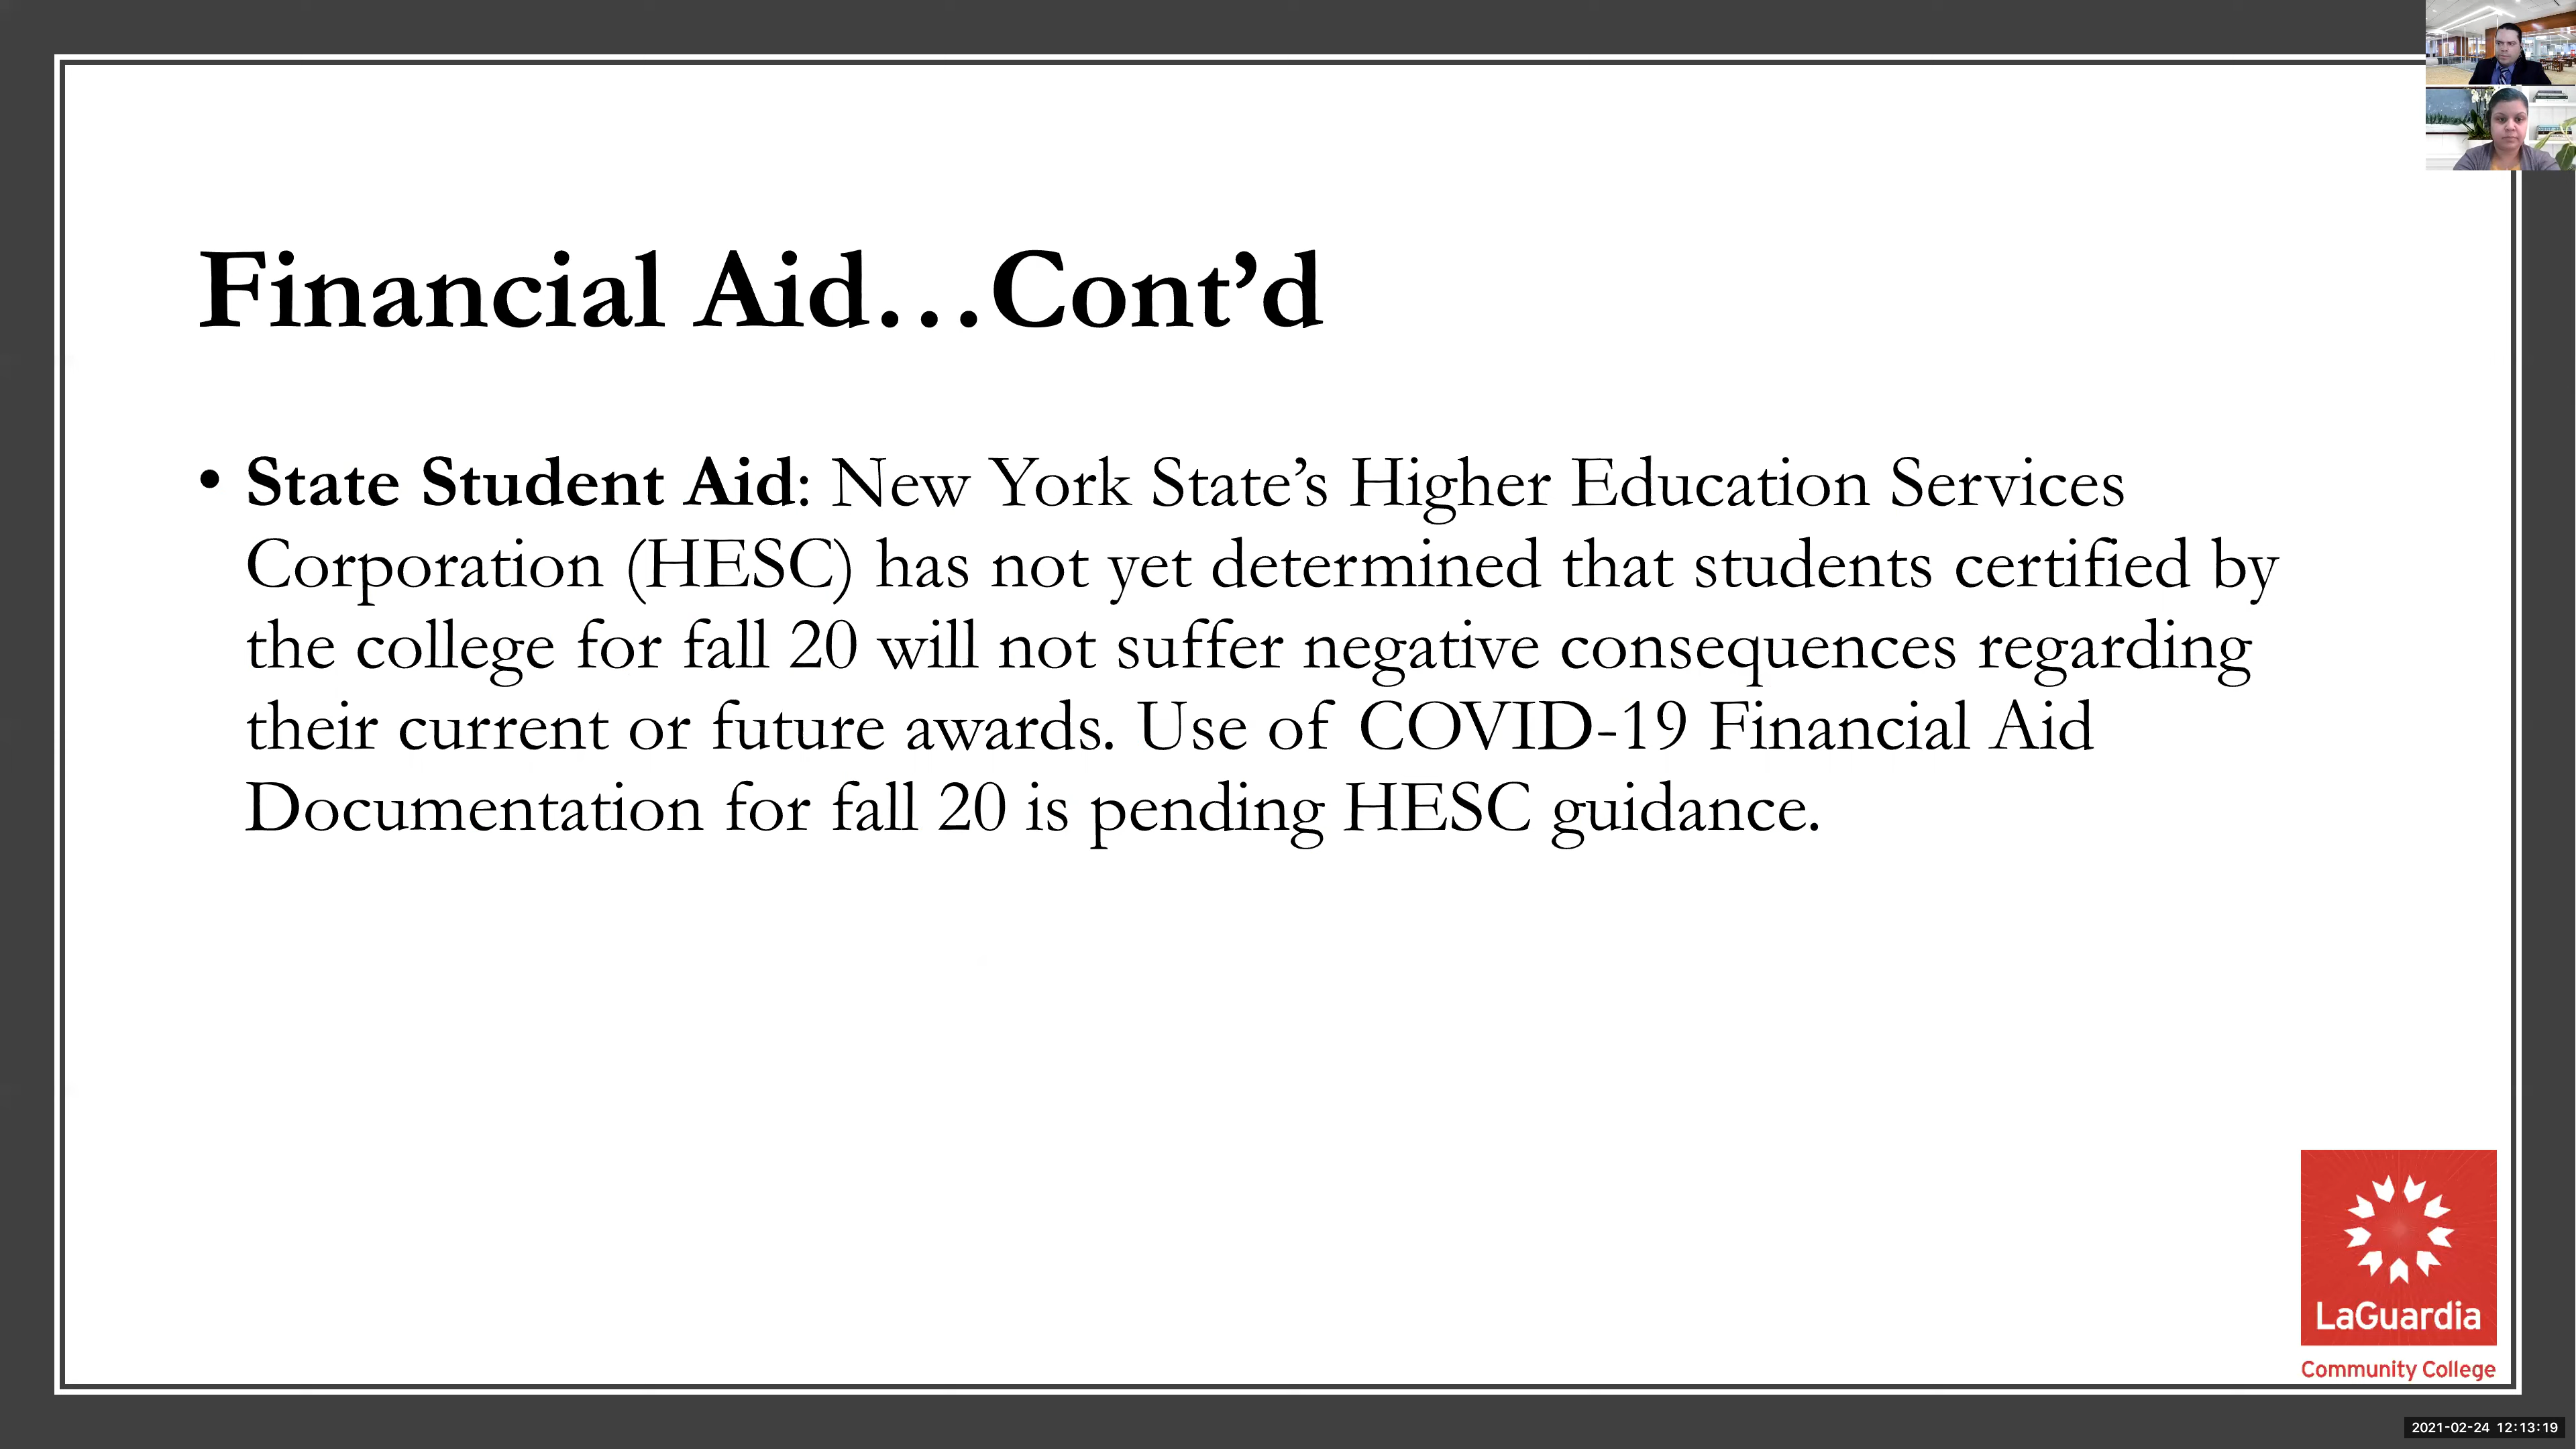 Financial Aid…Cont’d
• State Student Aid: New York State’s Higher Education Services
Corporation (HESC) has not yet determined that students certified by
the college for fall 20 will not suffer negative consequences regarding
their current or future awards. Use of COVID-19 Financial Aid
Documentation for fall 20 is pending HESC guidance.
LaGuardia
Community College
2021-02-24 12:13:19